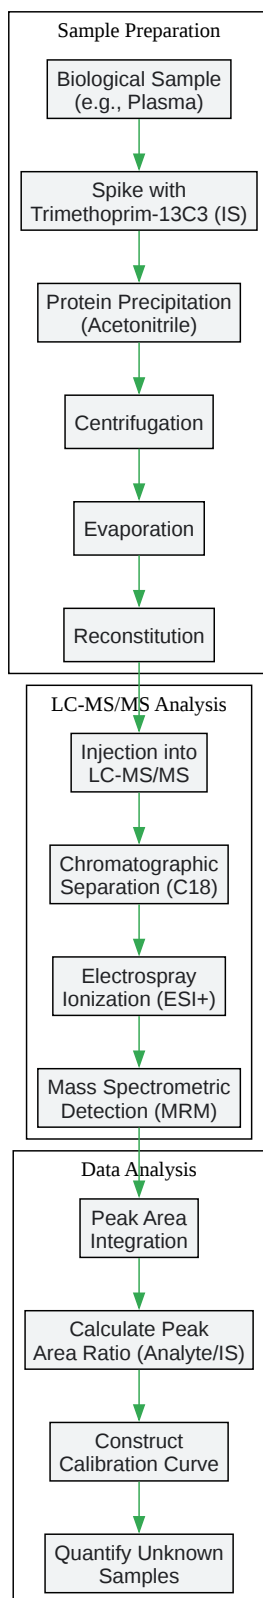 Sample Preparation
Biological Sample
(e.g., Plasma)
Spike with
Trimethoprim-13C3 (IS)
Protein Precipitation
(Acetonitrile)
Centrifugation
Evaporation
Reconstitution
LC-MS/MS Analysis
Injection into
LC-MS/MS
Chromatographic
Separation (C18)
Electrospray
Ionization (ESI+)
Mass Spectrometric
Detection (MRM)
Data Analysis
Peak Area
Integration
Calculate Peak
Area Ratio (Analyte/IS)
Construct
Calibration Curve
Quantify Unknown
Samples